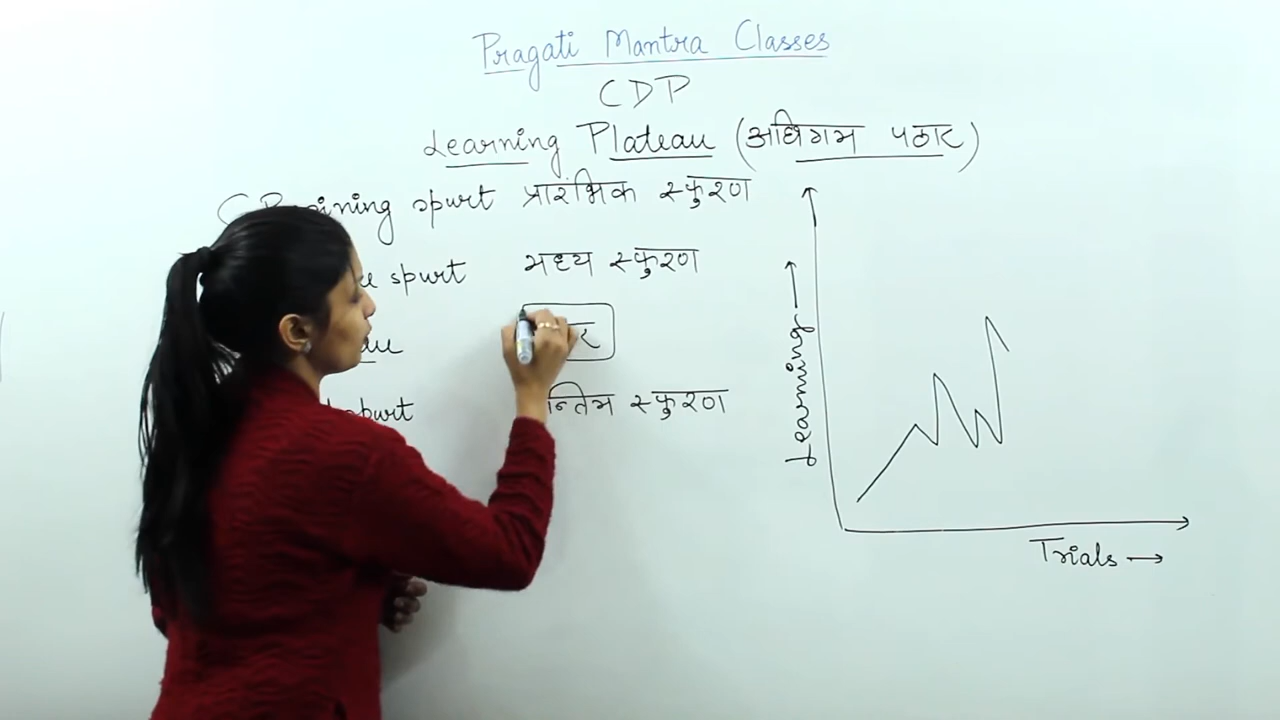 Pragati Mantra Classes
CDP
Learning Plateau (अधिगम पठार)
spurt प्रारंभिक स्फुरण
spurt मध्य स्फुरण
स्फुरण
Learning →
Trials →